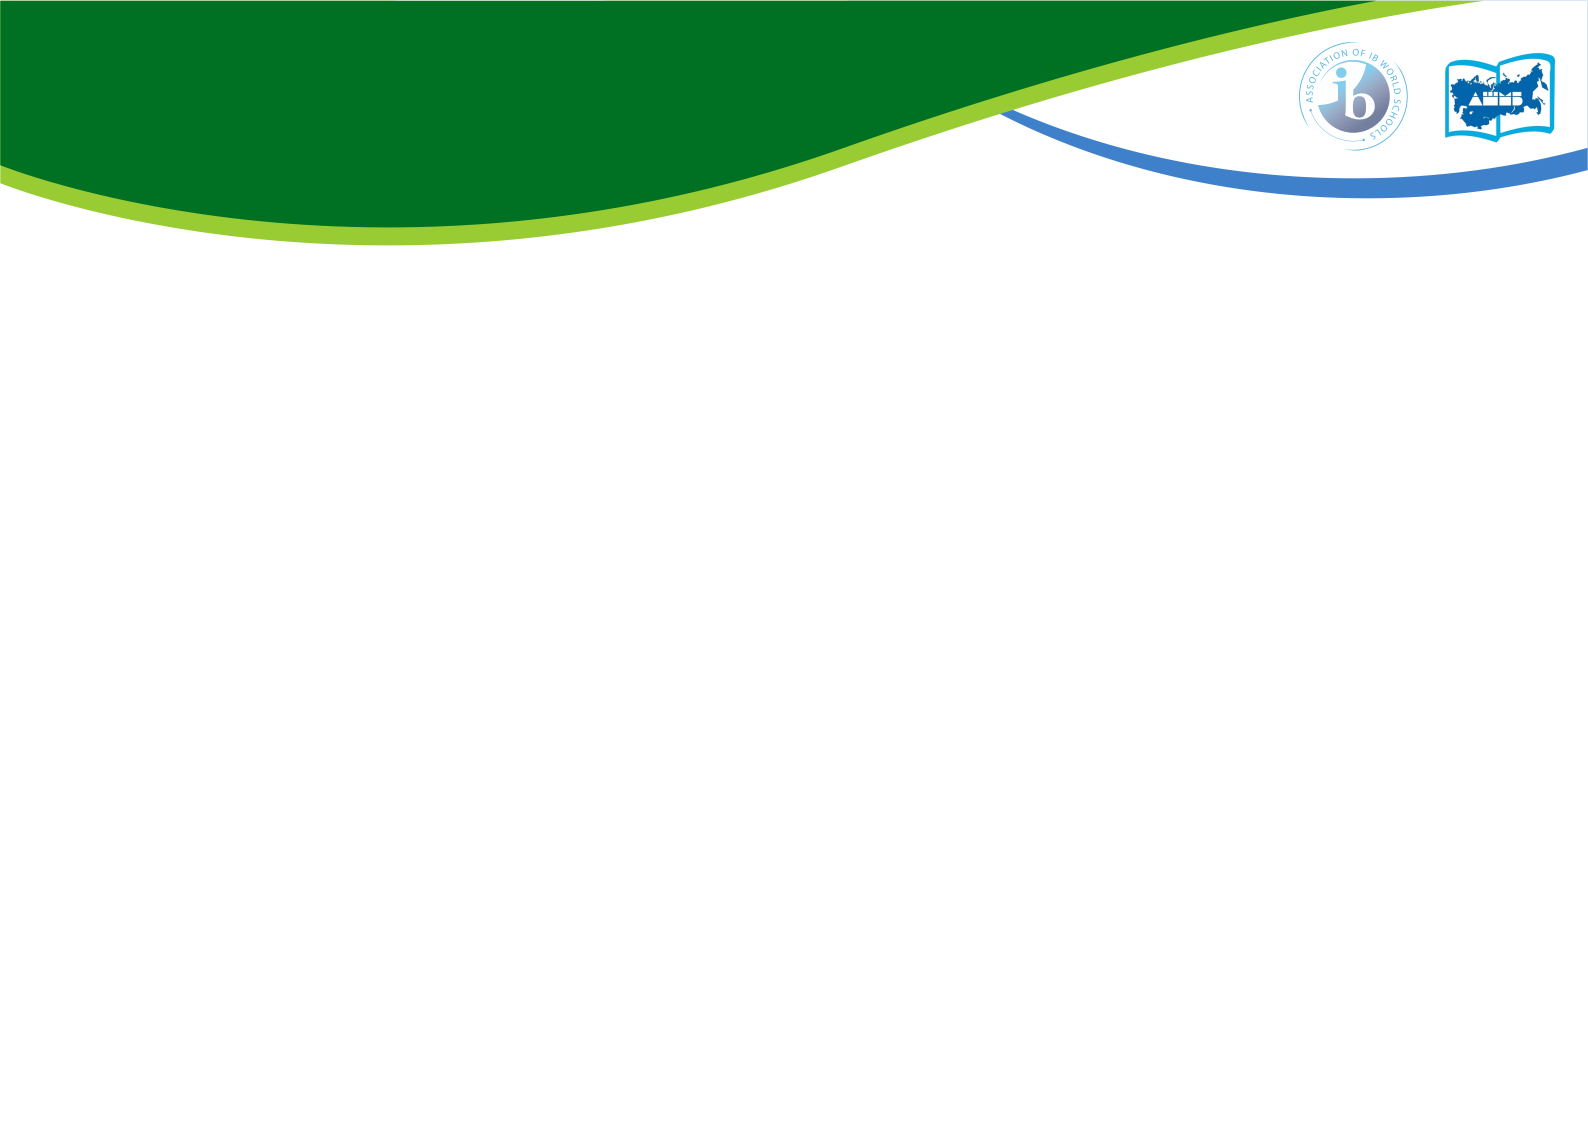 • ASSOCIATION OF IB WORLD SCHOOLS •
ib